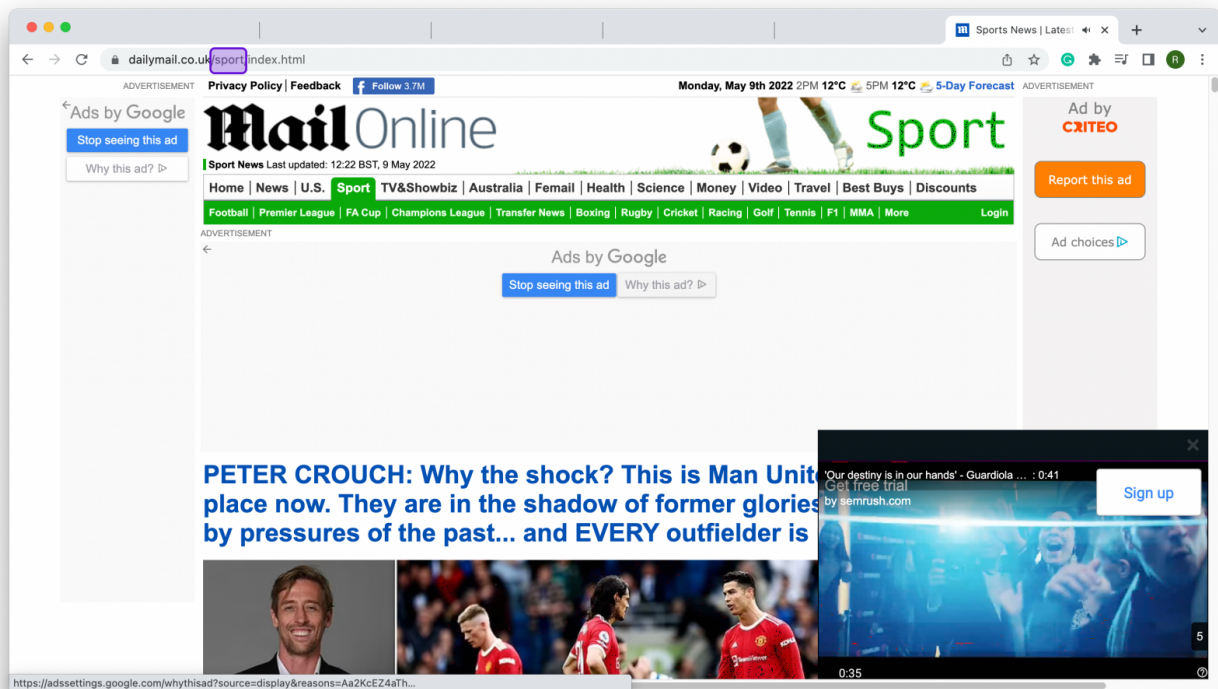 Sports News | Latest
dailymail.co.uk/sport/index.html
R
ADVERTISEMENT
Privacy Policy | Feedback
Follow 3.7M
Monday, May 9th 2022 2PM 12°C 5PM 12°C 5-Day Forecast
ADVERTISEMENT
Ads by Google
Stop seeing this ad
Why this ad?
Mail Online
Sport
Sport News Last updated: 12:22 BST, 9 May 2022
Home | News | U.S. Sport TV&Showbiz | Australia | Femail | Health | Science | Money | Video | Travel | Best Buys | Discounts
Football | Premier League | FA Cup | Champions League | Transfer News | Boxing | Rugby | Cricket | Racing | Golf | Tennis | F1 | MMA | More Login
ADVERTISEMENT
Ads by Google
Stop seeing this ad
Why this ad?
Ad by
CRITEO
Report this ad
Ad choices
PETER CROUCH: Why the shock? This is Man Unit
place now. They are in the shadow of former glories
by pressures of the past... and EVERY outfielder is
'Our destiny is in our hands' - Guardiola ... : 0:41
Get free trial
by semrush.com
Sign up
5
0:35
https://adssettings.google.com/whythisad?source=display&reasons=Aa2KcEZ4aTh...